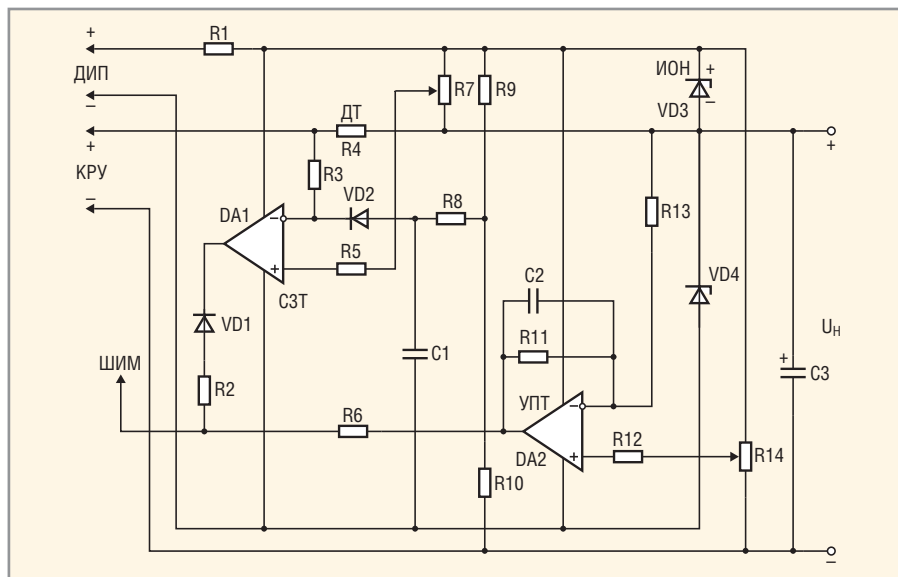 +
R1
ДИП
−
ИОН
+
−
VD3
R7
R9
ДТ
R4
+
КРУ
−
+
R3
VD2
R8
R13
DA1
−
+
R5
СЗТ
VD4
VD1
C2
R11
C1
UН
ШИМ
R2
УПТ
−
+
C3
R6
R12
DA2
R14
R10
−